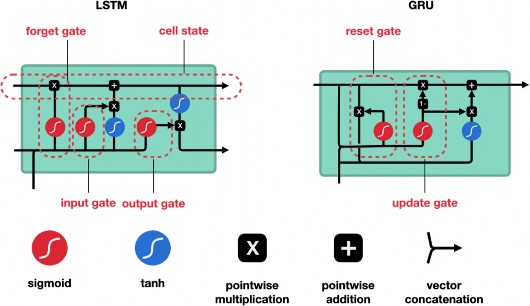 LSTM
GRU
forget gate
cell state
reset gate
x
+
x
x
x
+
x
x
input gate
output gate
update gate
x
+
sigmoid
tanh
pointwise
multiplication
pointwise
addition
vector
concatenation